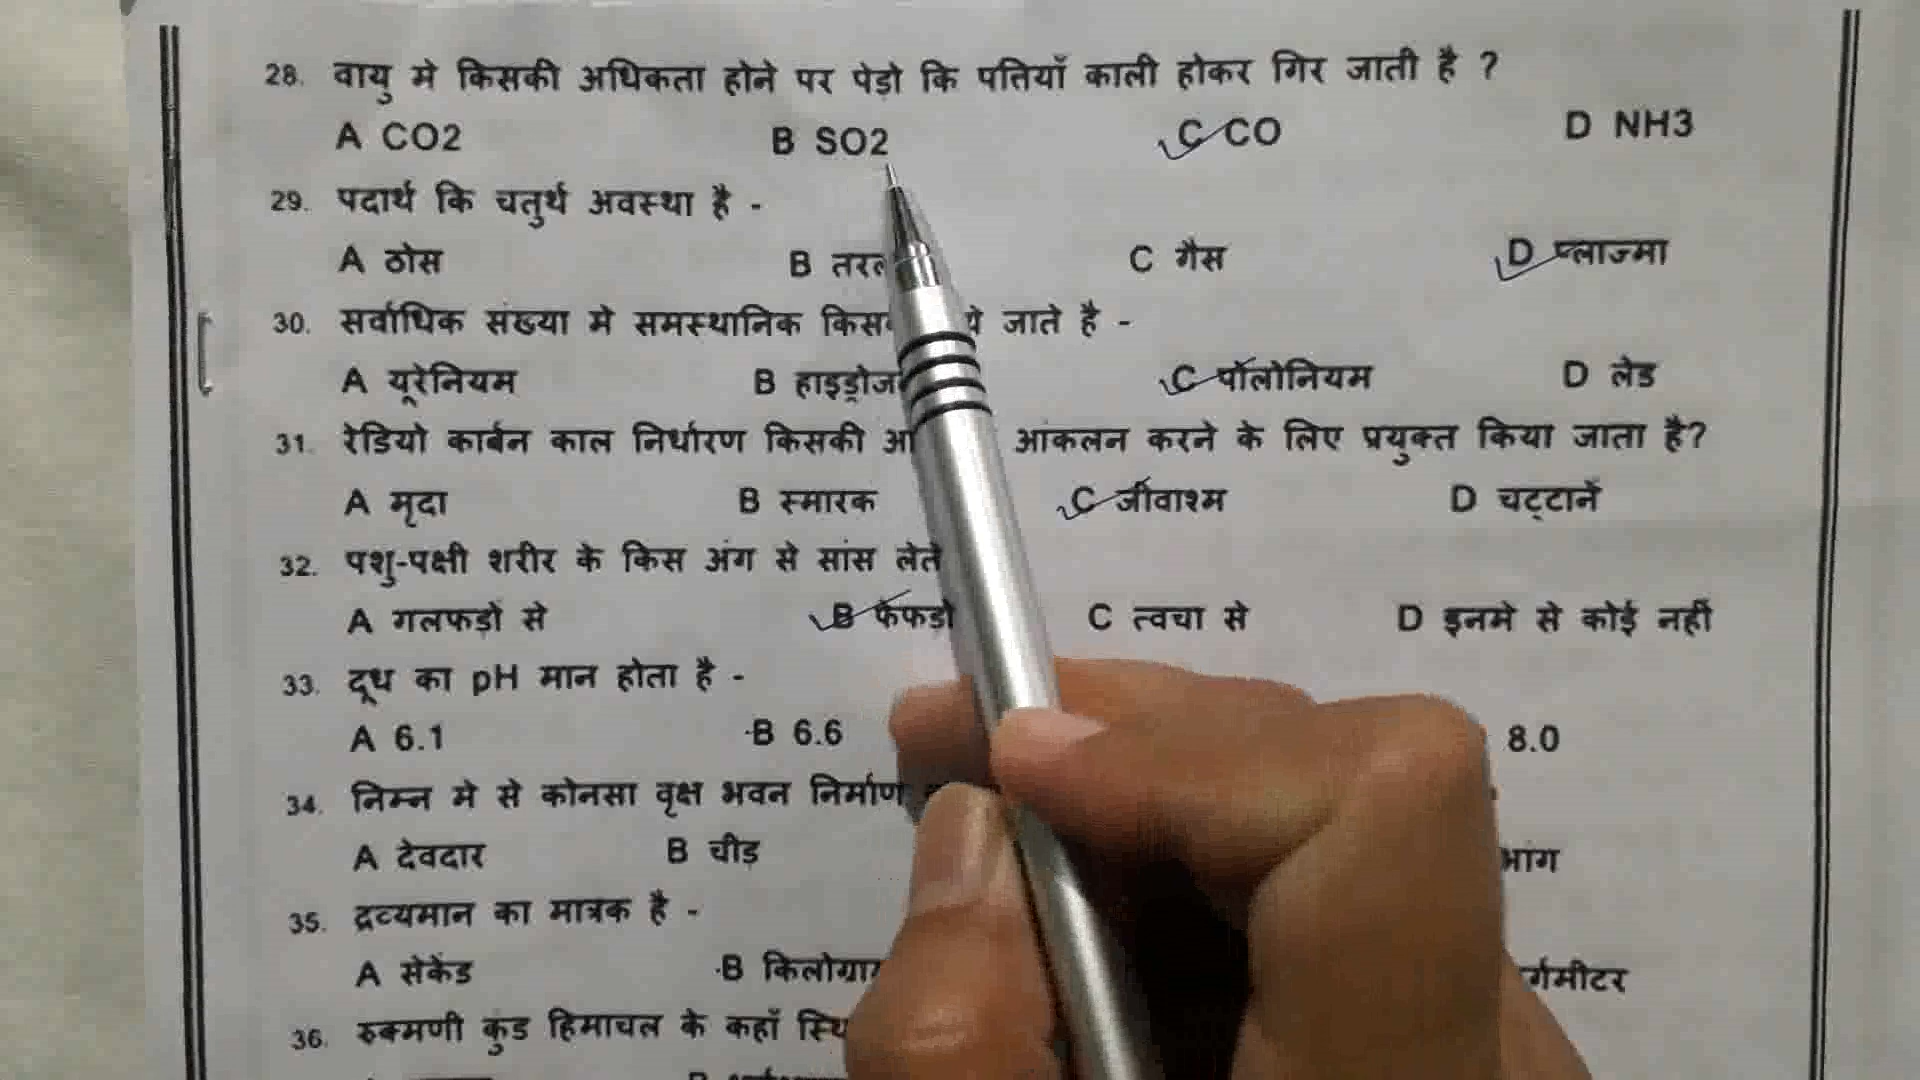 28. वायु मे किसकी अधिकता होने पर पेड़ो कि पतियाँ काली होकर गिर जाती है ?
A CO2 B SO2 C CO D NH3
29. पदार्थ कि चतुर्थ अवस्था है -
A ठोस B तरल C गैस D प्लाज्मा
30. सर्वाधिक संख्या मे समस्थानिक जाते है -
A यूरेनियम B C पॉलोनियम D लेड
31. रेडियो कार्बन काल निर्धारण किसकी आंकलन करने के लिए प्रयुक्त किया जाता है?
A मृदा B स्मारक C जीवाश्म D चट्टानें
32. पशु-पक्षी शरीर के किस अंग से सांस लेते
A गलफड़ों से B C त्वचा से D इनमे से कोई नहीं
33. दूध का pH मान होता है -
A 6.1 B 6.6 8.0
34. निम्न मे से कोनसा वृक्ष भवन निर्माण
A देवदार B चीड़ भांग
35. द्रव्यमान का मात्रक है -
A सेकेंड B
36. रुक्मणी कुंड हिमाचल के कहाँ